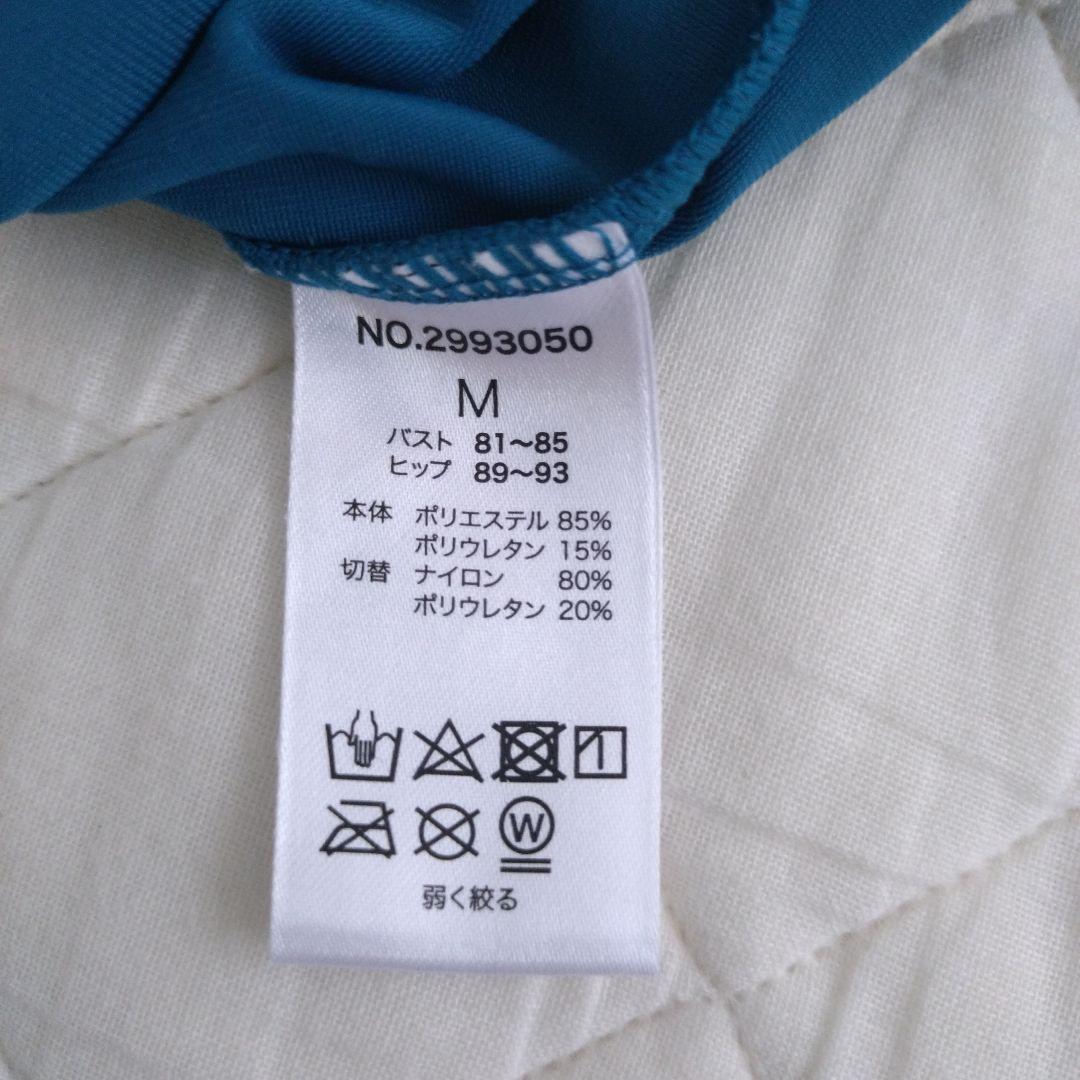 NO.2993050
M
バスト 81～85
ヒップ 89～93
本体 ポリエステル 85%
ポリウレタン 15%
切替 ナイロン 80%
ポリウレタン 20%
W
弱く絞る